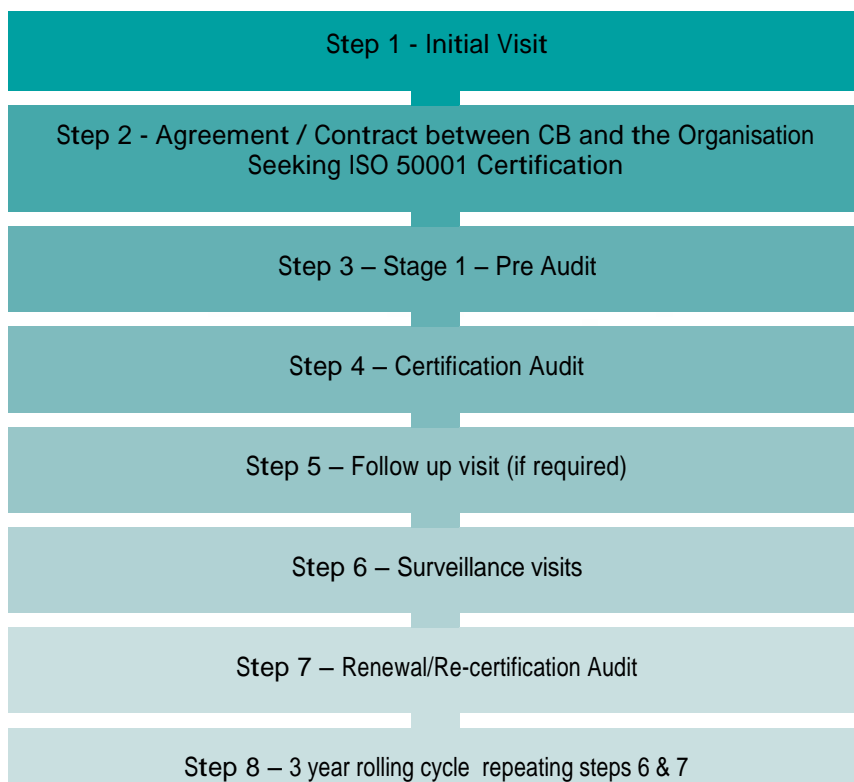 Step 1 - Initial Visit
Step 2 - Agreement / Contract between CB and the Organisation
Seeking ISO 50001 Certification
Step 3 – Stage 1 – Pre Audit
Step 4 – Certification Audit
Step 5 – Follow up visit (if required)
Step 6 – Surveillance visits
Step 7 – Renewal/Re-certification Audit
Step 8 – 3 year rolling cycle repeating steps 6 & 7